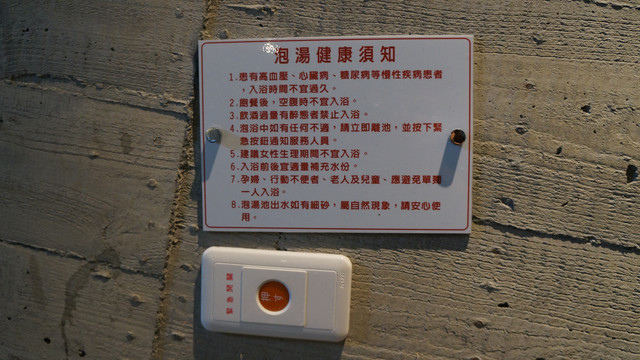 泡湯健康須知
1.患有高血壓、心臟病、糖尿病等慢性疾病患者
，入浴時間不宜過久。
2.飽餐後，空腹時不宜入浴。
3.飲酒過量有醉態者禁止入浴。
4.泡浴中如有任何不適，請立即離池，並按下緊
急按鈕通知服務人員。
5.建議女性生理期間不宜入浴。
6.入浴前後宜適量補充水份。
7.孕婦、行動不便者、老人及兒童、應避免單獨
一人入浴。
8.泡湯池出水如有細砂，屬自然現象，請安心使
用。
緊急開關
押す